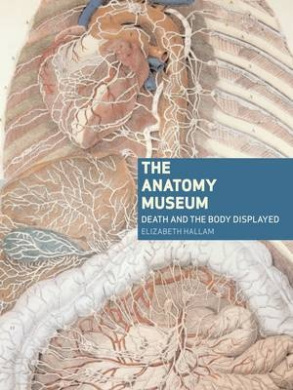 THE
ANATOMY
MUSEUM
DEATH AND THE BODY DISPLAYED
ELIZABETH HALLAM